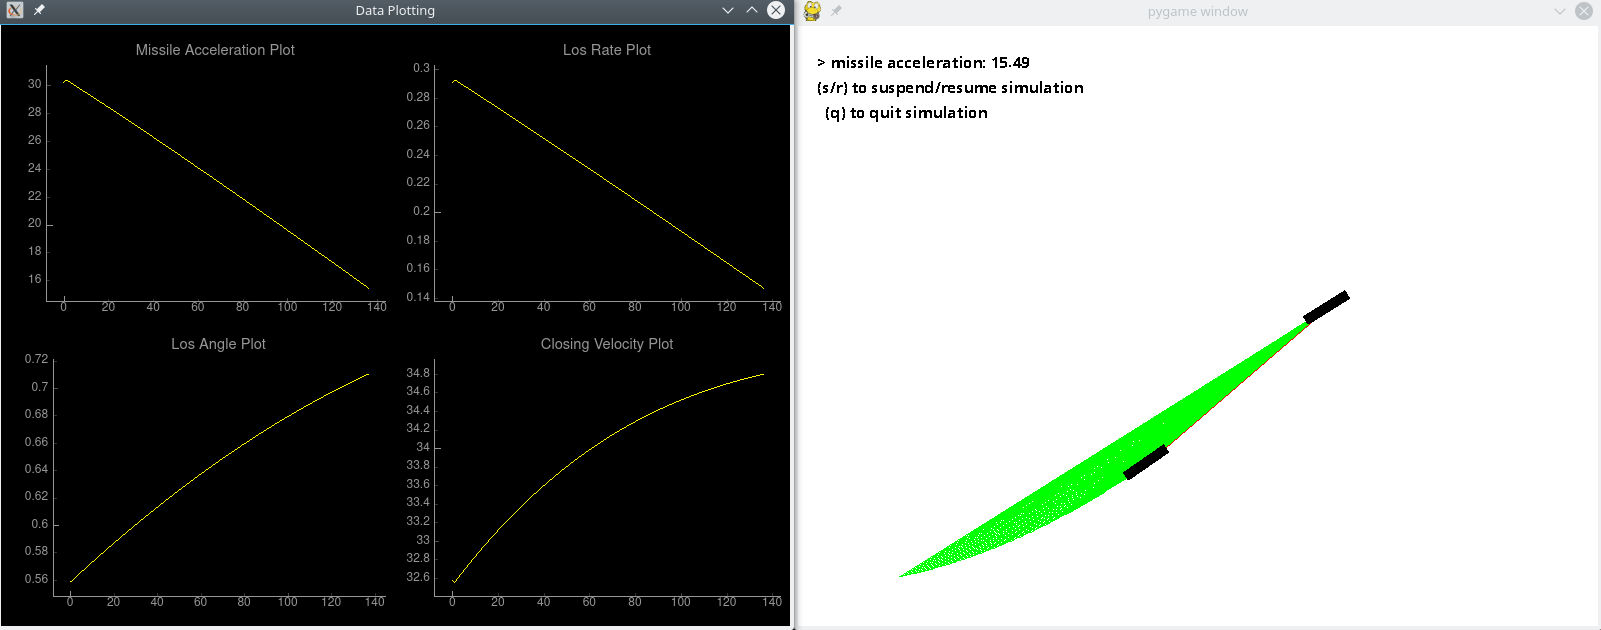 Data Plotting
Missile Acceleration Plot
30
28
26
24
22
20
18
16
0 20 40 60 80 100 120 140
Los Rate Plot
0.3
0.28
0.26
0.24
0.22
0.2
0.18
0.16
0.14
0 20 40 60 80 100 120 140
Los Angle Plot
0.72
0.7
0.68
0.66
0.64
0.62
0.6
0.58
0.56
0 20 40 60 80 100 120 140
Closing Velocity Plot
34.8
34.6
34.4
34.2
34
33.8
33.6
33.4
33.2
33
32.8
32.6
0 20 40 60 80 100 120 140
pygame window
> missile acceleration: 15.49
(s/r) to suspend/resume simulation
(q) to quit simulation